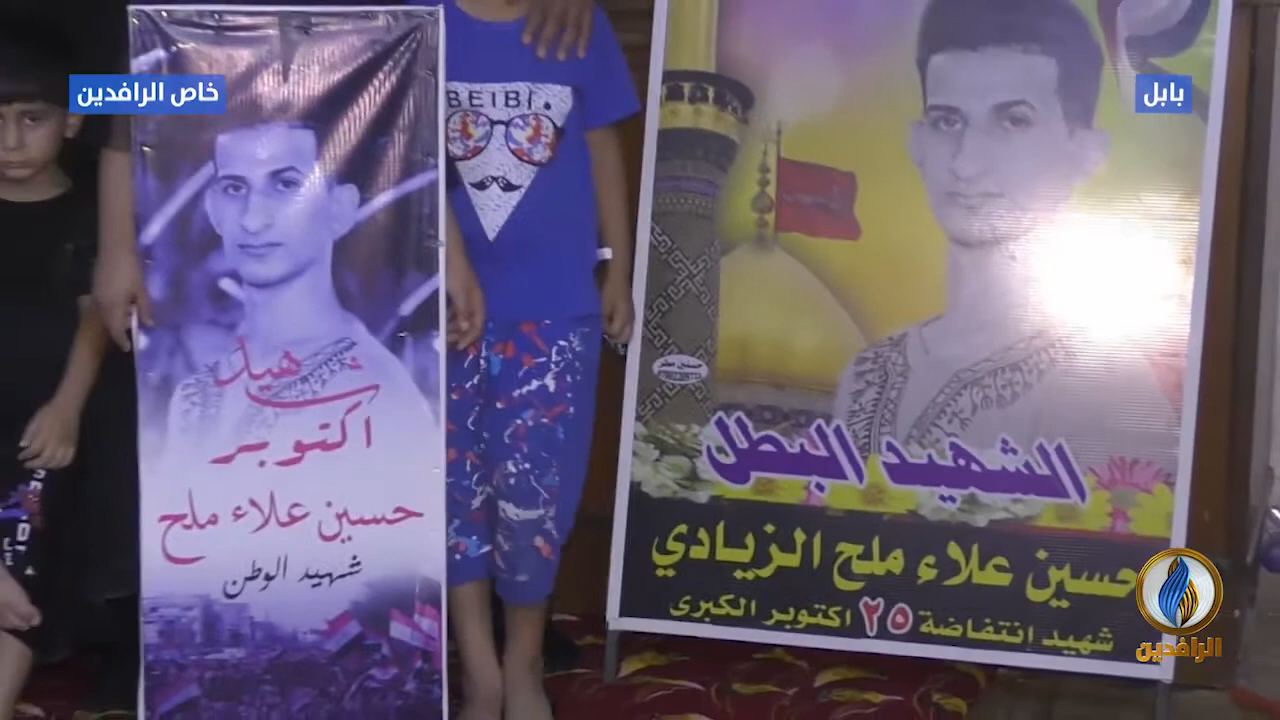 خاص الرافدين
بابل
BEIBI.
شهيد
اكتوبر
حسين علاء ملح
شهيد الوطن
الشهيد البطل
حسين علاء ملح الزيادي
شهيد انتفاضة ٢٥ اكتوبر الكبرى
الرافدين